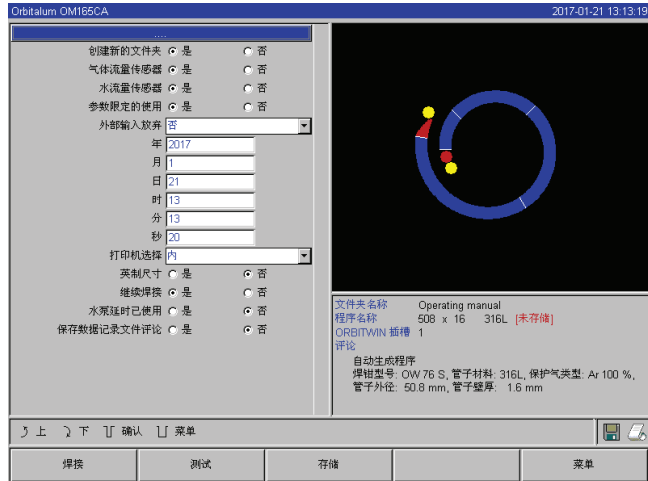 Orbitalum OM165CA 2017-01-21 13:13:19
....
创建新的文件夹 是 否
气体流量传感器 是 否
水流量传感器 是 否
参数限定的使用 是 否
外部输入放弃 否
年 2017
月 1
日 21
时 13
分 13
秒 20
打印机选择 内
英制尺寸 是 否
继续焊接 是 否
水泵延时已使用 是 否
保存数据记录文件评论 是 否
文件夹名称 Operating manual
程序名称 508 x 16 316L [未存储]
ORBITWIN 插槽 1
评论
自动生成程序
焊钳型号: OW 76 S, 管子材料: 316L, 保护气类型: Ar 100 %,
管子外径: 50.8 mm, 管子壁厚: 1.6 mm
上 下 确认 菜单
焊接 测试 存储 菜单